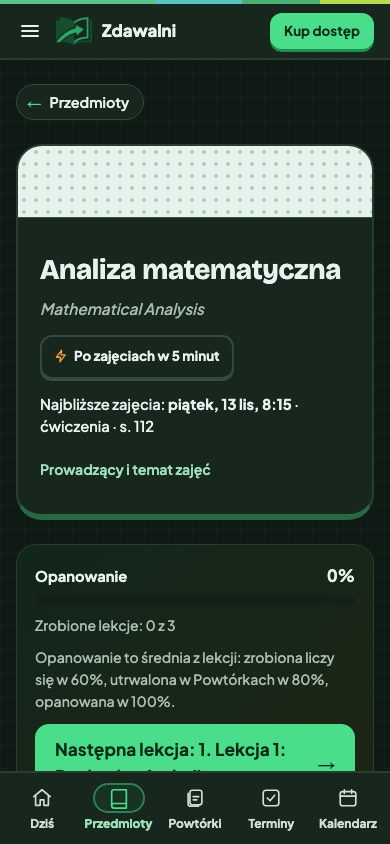 Zdawalni
Kup dostęp
← Przedmioty
Analiza matematyczna
Mathematical Analysis
Po zajęciach w 5 minut
Najbliższe zajęcia: piątek, 13 lis, 8:15 ·
ćwiczenia · s. 112
Prowadzący i temat zajęć
Opanowanie
0%
Zrobione lekcje: 0 z 3
Opanowanie to średnia z lekcji: zrobiona liczy
się w 60%, utrwalona w Powtórkach w 80%,
opanowana w 100%.
Następna lekcja: 1. Lekcja 1:
→
Dziś
Przedmioty
Powtórki
Terminy
Kalendarz